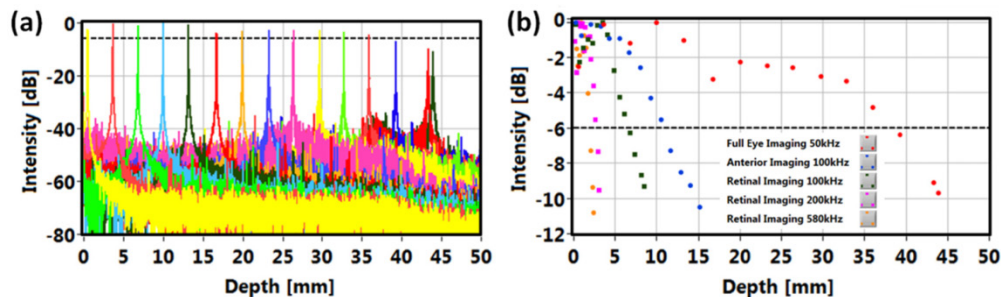 (a)
Intensity [dB]
0
-20
-40
-60
-80
0 5 10 15 20 25 30 35 40 45 50
Depth [mm]
(b)
Intensity [dB]
0
-2
-4
-6
-8
-10
-12
Full Eye Imaging 50kHz
Anterior Imaging 100kHz
Retinal Imaging 100kHz
Retinal Imaging 200kHz
Retinal Imaging 580kHz
0 5 10 15 20 25 30 35 40 45 50
Depth [mm]